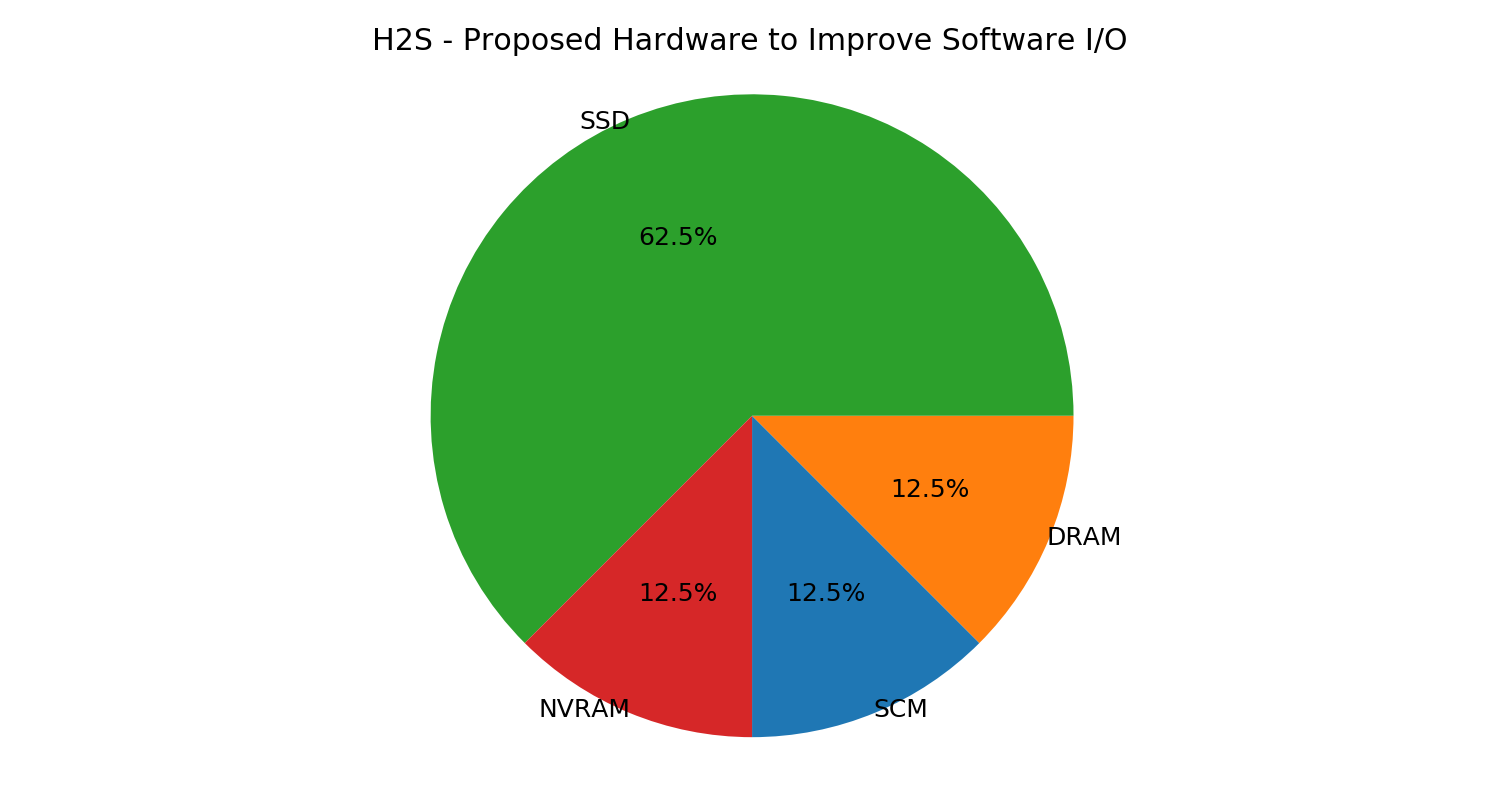 H2S - Proposed Hardware to Improve Software I/O
SSD
62.5%
12.5%
DRAM
12.5%
12.5%
NVRAM
SCM